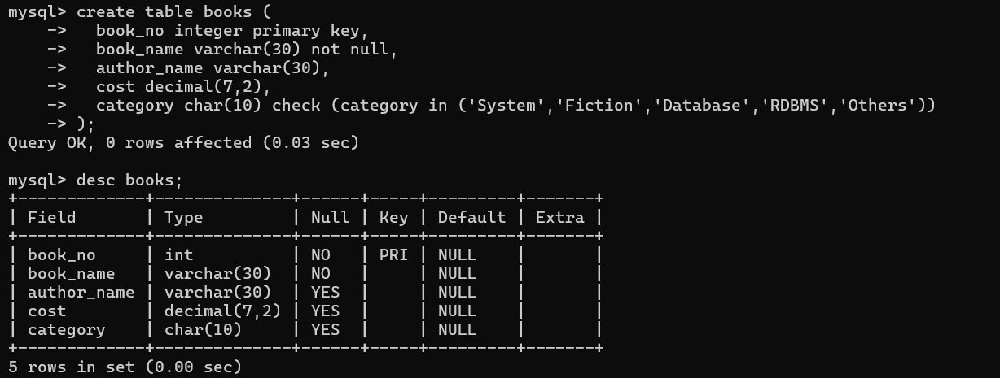 mysql> create table books (
    ->   book_no integer primary key,
    ->   book_name varchar(30) not null,
    ->   author_name varchar(30),
    ->   cost decimal(7,2),
    ->   category char(10) check (category in ('System','Fiction','Database','RDBMS','Others'))
    -> );
Query OK, 0 rows affected (0.03 sec)

mysql> desc books;
+-------------+--------------+------+-----+---------+-------+
| Field       | Type         | Null | Key | Default | Extra |
+-------------+--------------+------+-----+---------+-------+
| book_no     | int          | NO   | PRI | NULL    |       |
| book_name   | varchar(30)  | NO   |     | NULL    |       |
| author_name | varchar(30)  | YES  |     | NULL    |       |
| cost        | decimal(7,2) | YES  |     | NULL    |       |
| category    | char(10)     | YES  |     | NULL    |       |
+-------------+--------------+------+-----+---------+-------+
5 rows in set (0.00 sec)